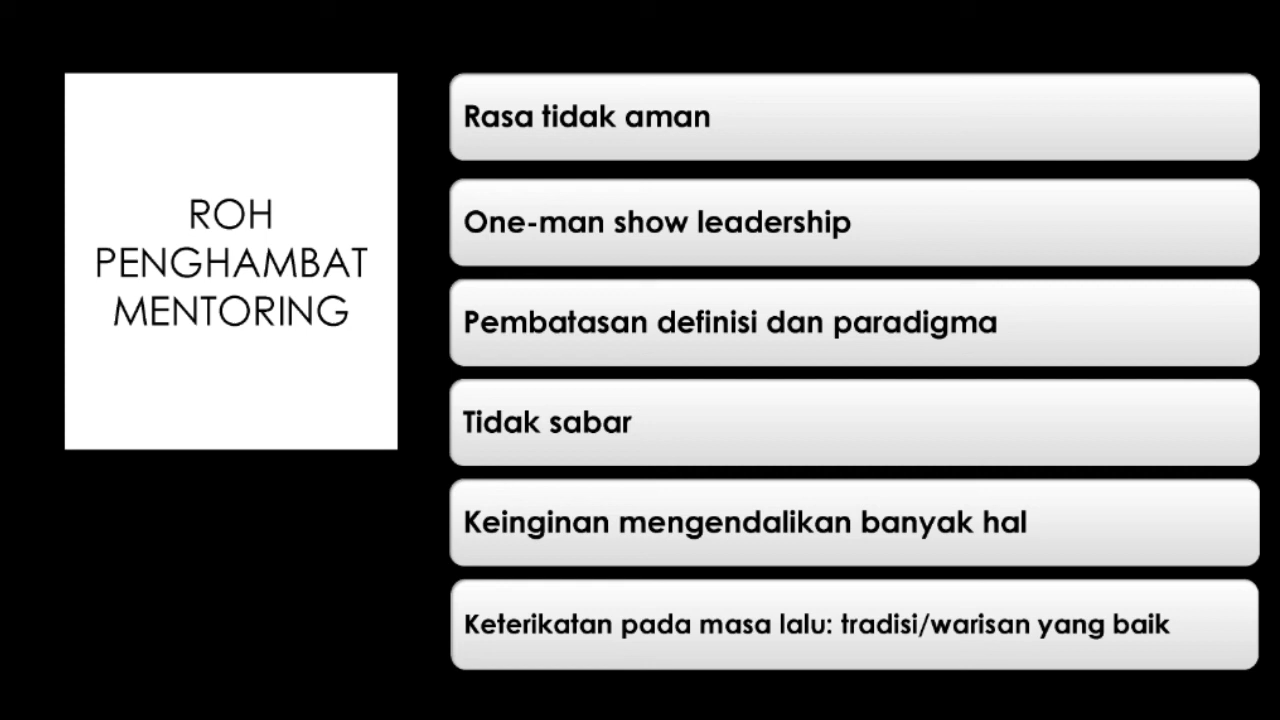 ROH
PENGHAMBAT
MENTORING
Rasa tidak aman
One-man show leadership
Pembatasan definisi dan paradigma
Tidak sabar
Keinginan mengendalikan banyak hal
Keterikatan pada masa lalu: tradisi/warisan yang baik